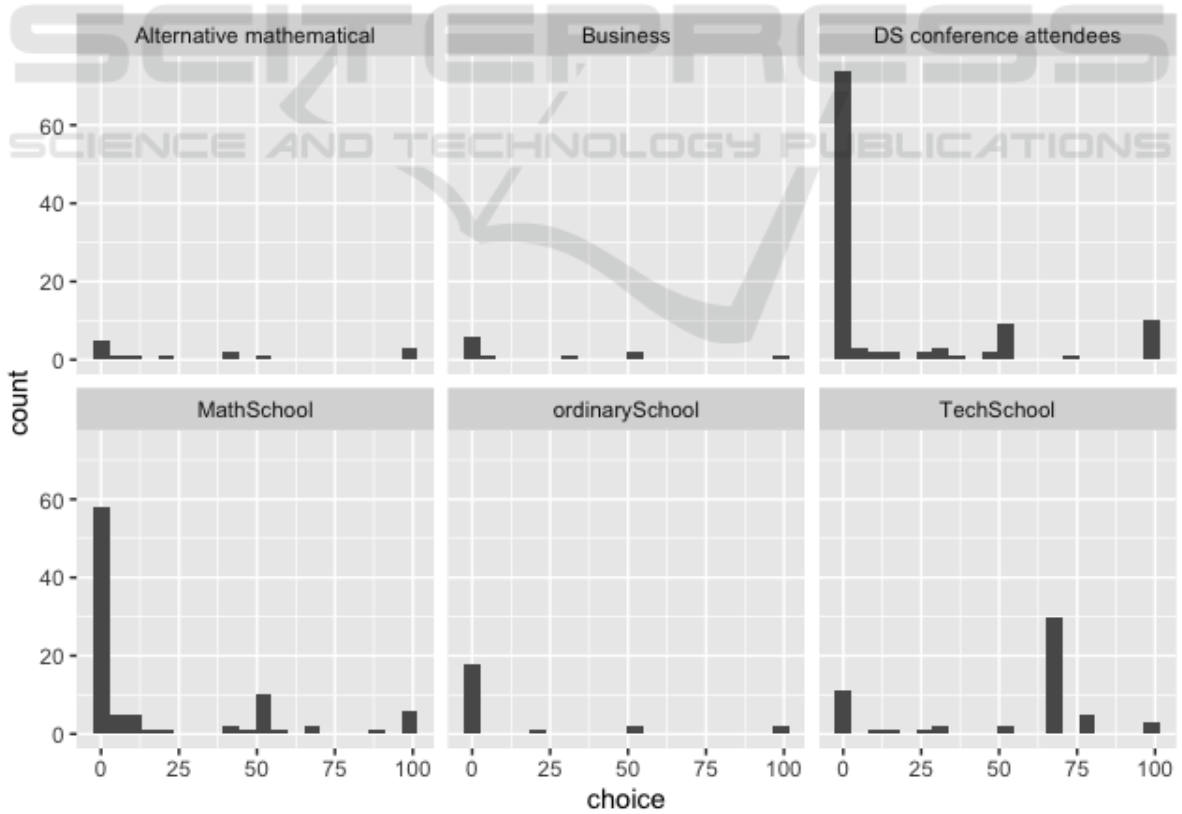 SCITEPRESS
Alternative mathematical
Business
DS conference attendees
SCIENCE AND TECHNOLOGY PUBLICATIONS
60
40
20
0
count
MathSchool
ordinarySchool
TechSchool
60
40
20
0
0 25 50 75 100
0 25 50 75 100
0 25 50 75 100
choice